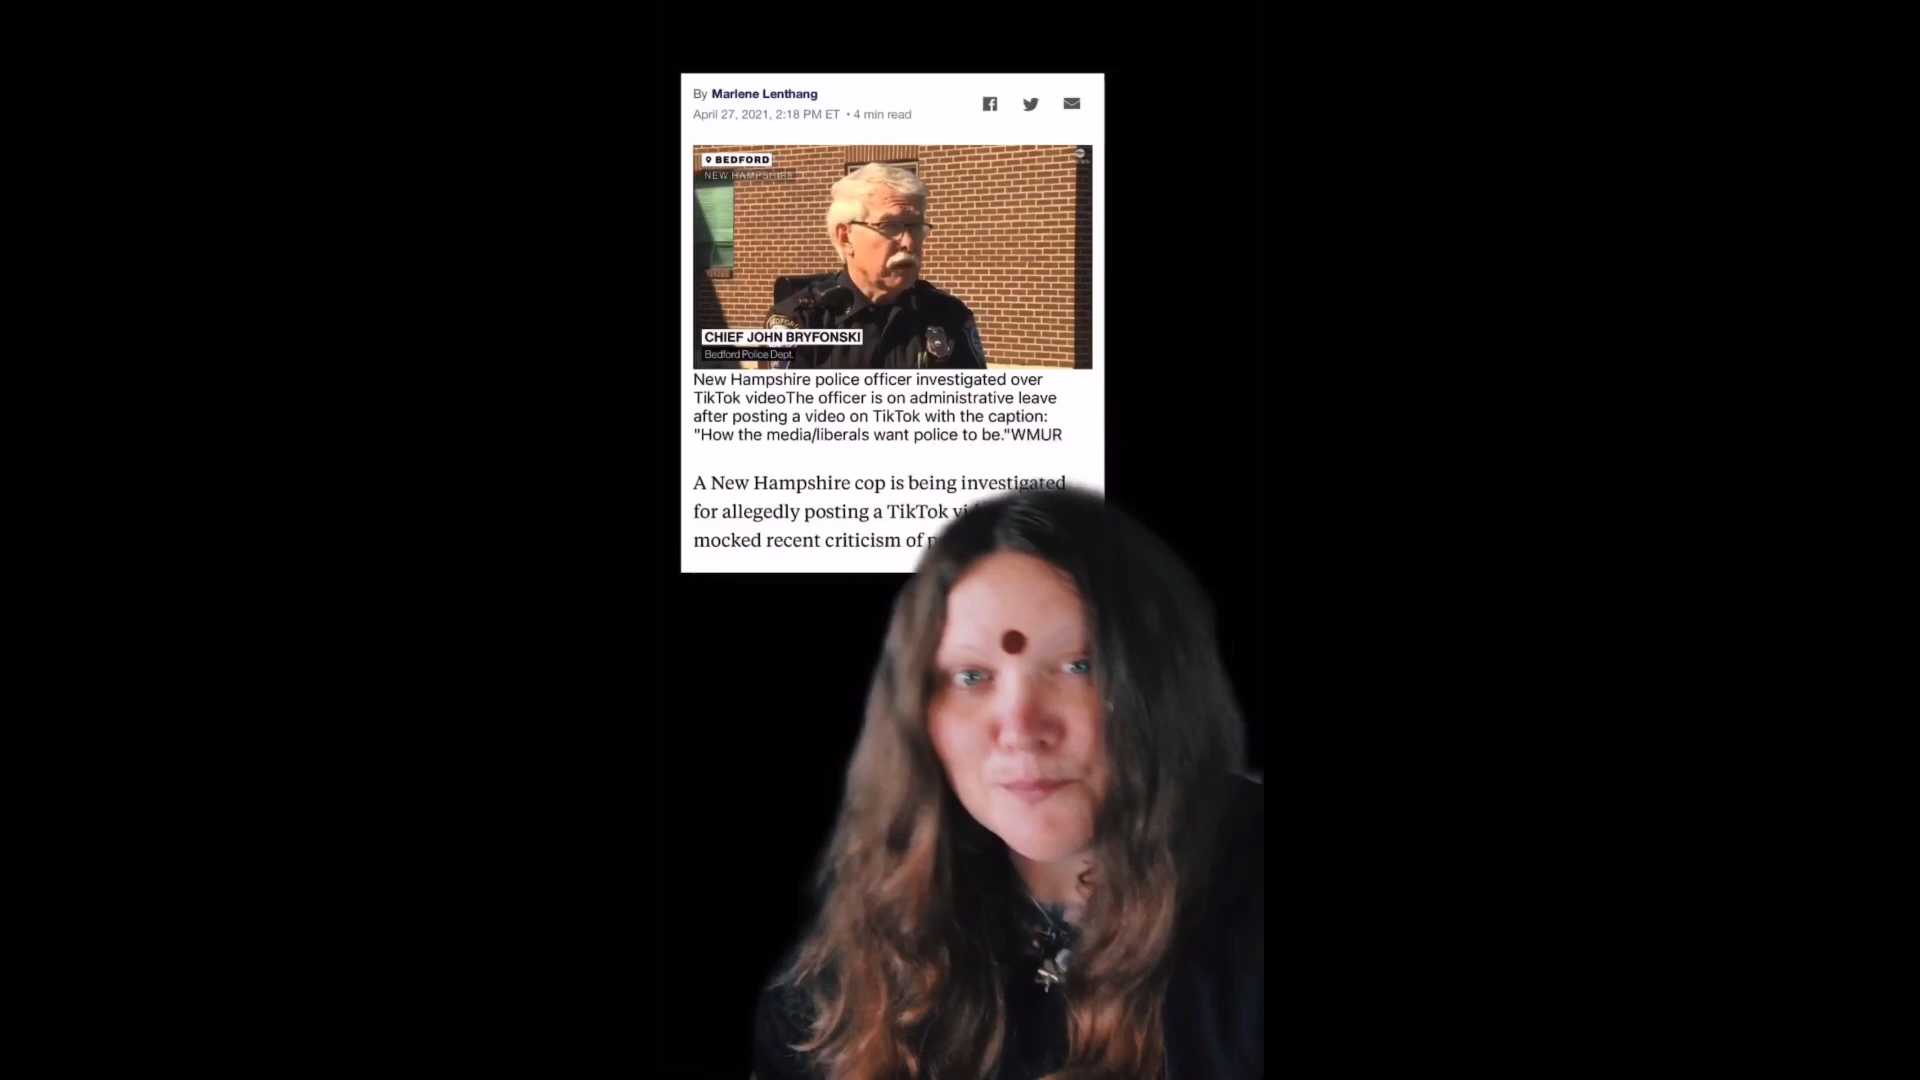 By Marlene Lenthang
April 27, 2021, 2:18 PM ET • 4 min read
BEDFORD
NEW HAMPSHIRE
CHIEF JOHN BRYFONSKI
Bedford Police Dept.
New Hampshire police officer investigated over
TikTok videoThe officer is on administrative leave
after posting a video on TikTok with the caption:
"How the media/liberals want police to be."WMUR
A New Hampshire cop is being investigated
for allegedly posting a TikTok
mocked recent criticism of